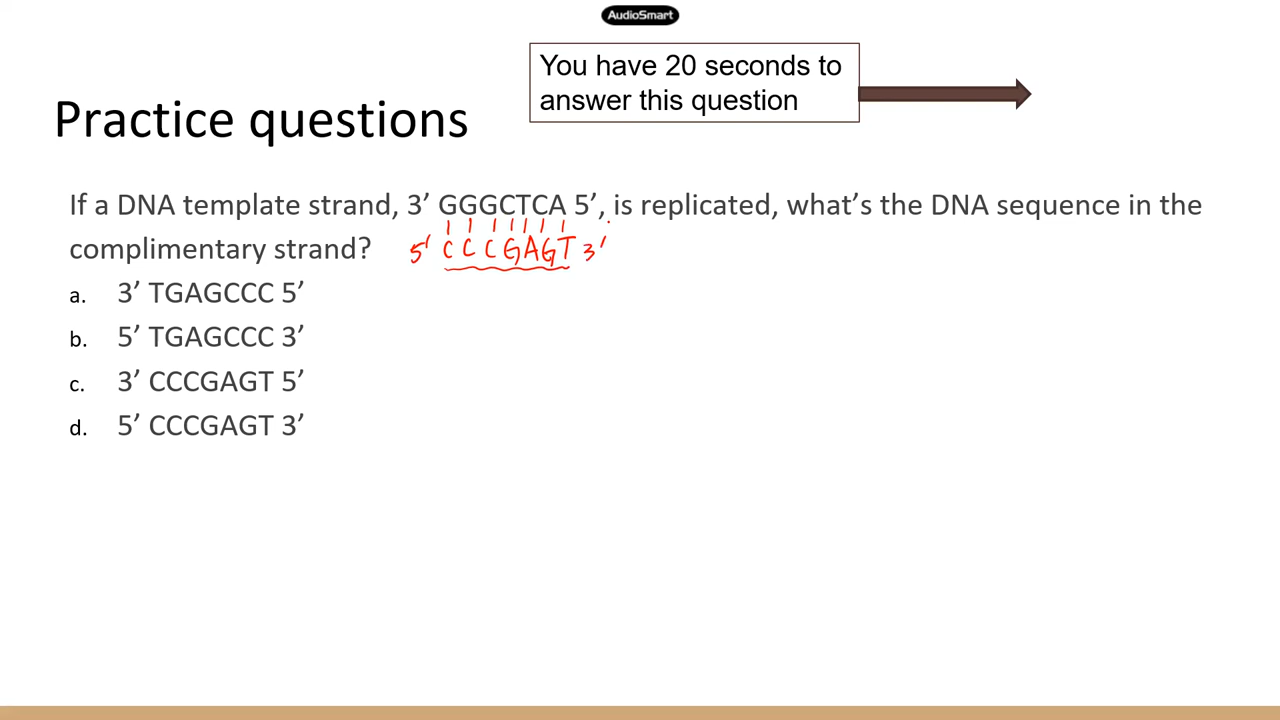 AudioSmart
You have 20 seconds to
answer this question
Practice questions
If a DNA template strand, 3’ GGGCTCA 5’, is replicated, what’s the DNA sequence in the
complimentary strand? 5' CCCGAGT 3'
a. 3’ TGAGCCC 5’
b. 5’ TGAGCCC 3’
c. 3’ CCCGAGT 5’
d. 5’ CCCGAGT 3’